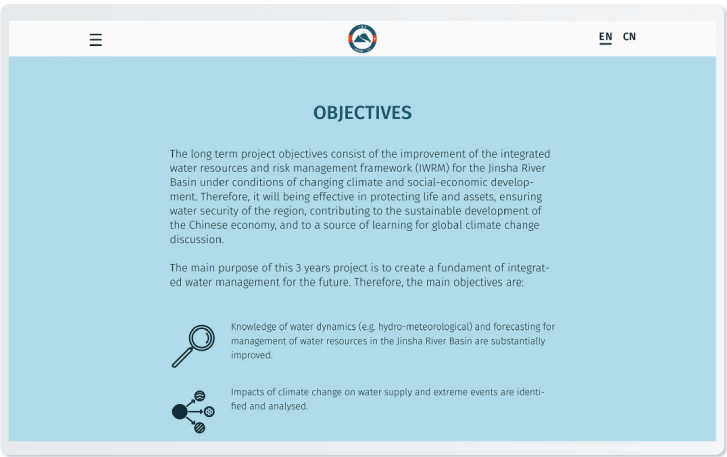 EN CN
OBJECTIVES
The long term project objectives consist of the improvement of the integrated
water resources and risk management framework (IWRM) for the Jinsha River
Basin under conditions of changing climate and social-economic develop-
ment. Therefore, it will being effective in protecting life and assets, ensuring
water security of the region, contributing to the sustainable development of
the Chinese economy, and to a source of learning for global climate change
discussion.
The main purpose of this 3 years project is to create a fundament of integrat-
ed water management for the future. Therefore, the main objectives are:
Knowledge of water dynamics (e.g. hydro-meteorological) and forecasting for
management of water resources in the Jinsha River Basin are substantially
improved.
Impacts of climate change on water supply and extreme events are identi-
fied and analysed.